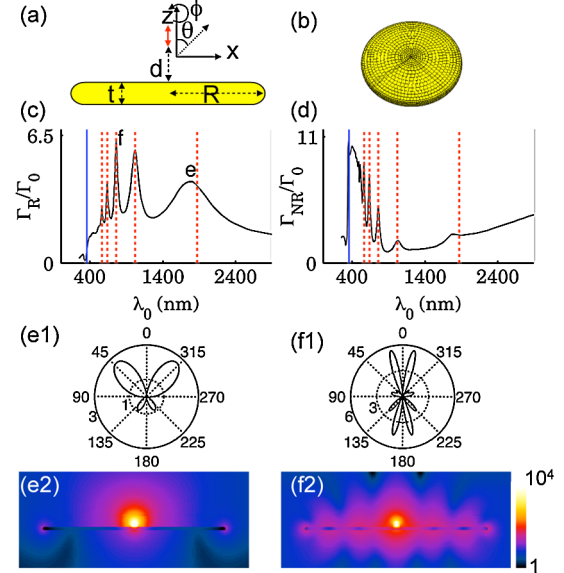 (a)
z ϕ
θ
x
d
t R
(b)
(c)
6.5
f
e
Γ_R/Γ_0
0
400 1400 2400
λ_0 (nm)
(d)
11
Γ_NR/Γ_0
0
400 1400 2400
λ_0 (nm)
(e1)
0
45 315
90 3 1 270
135 225
180
(f1)
0
45 315
90 6 3 270
135 225
180
(e2)
(f2)
10^4
1